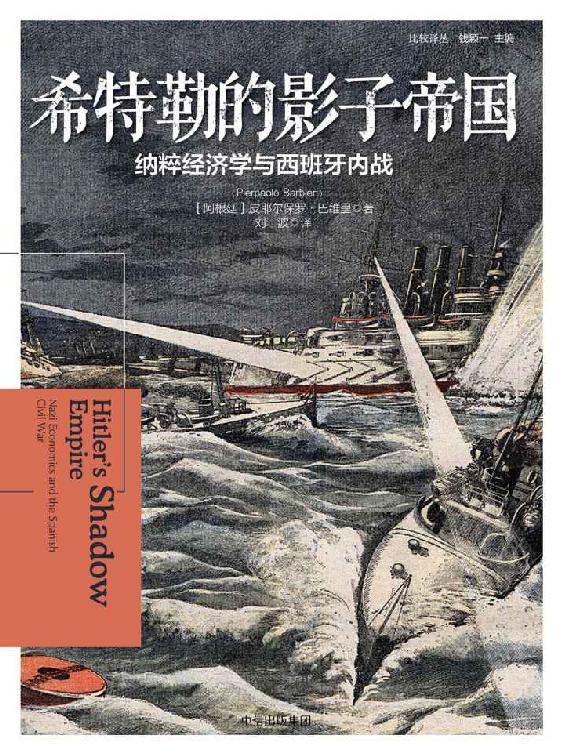 比较译丛 钱颖一 主编
希特勒的影子帝国
纳粹经济学与西班牙内战
(Pierpaolo Barbieri)
[阿根廷]皮耶尔保罗·巴维里◎著
刘 波◎译
Hitler's Shadow
Empire
Nazi Economics and the Spanish
Civil War
中信出版集团